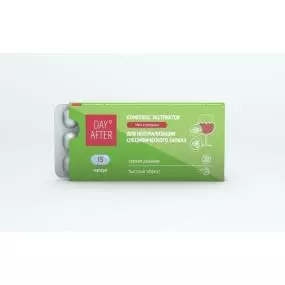 DAY
AFTER
15
капсул
КОМПЛЕКС ЭКСТРАКТОВ
ДЛЯ НЕЙТРАЛИЗАЦИИ
СПЕЦИФИЧЕСКОГО ЗАПАХА
свежее дыхание
быстрый эффект